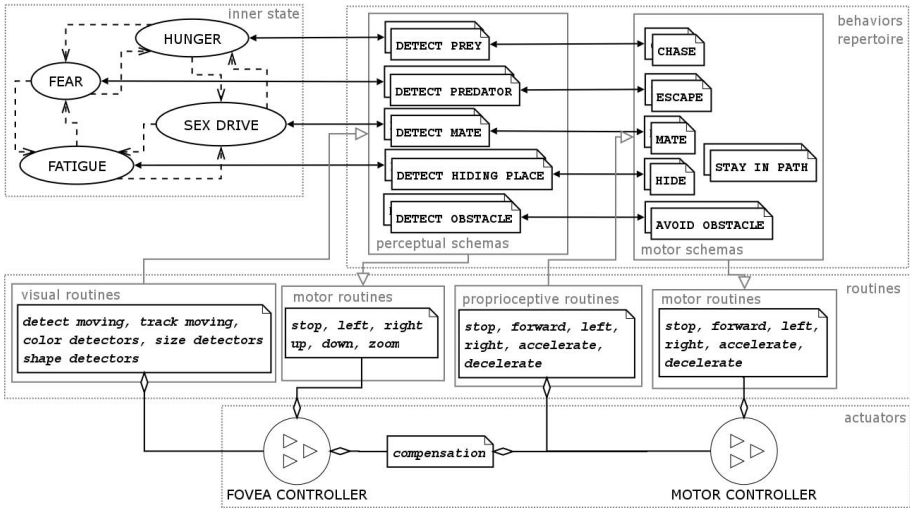 inner state
HUNGER
FEAR
SEX DRIVE
FATIGUE
behaviors
repertoire
DETECT PREY
DETECT PREDATOR
DETECT MATE
DETECT HIDING PLACE
DETECT OBSTACLE
perceptual schemas
CHASE
ESCAPE
MATE
STAY IN PATH
HIDE
AVOID OBSTACLE
motor schemas
routines
visual routines
detect moving, track moving,
color detectors, size detectors
shape detectors
motor routines
stop, left, right
up, down, zoom
proprioceptive routines
stop, forward, left,
right, accelerate,
decelerate
motor routines
stop, forward, left,
right, accelerate,
decelerate
actuators
compensation
FOVEA CONTROLLER
MOTOR CONTROLLER